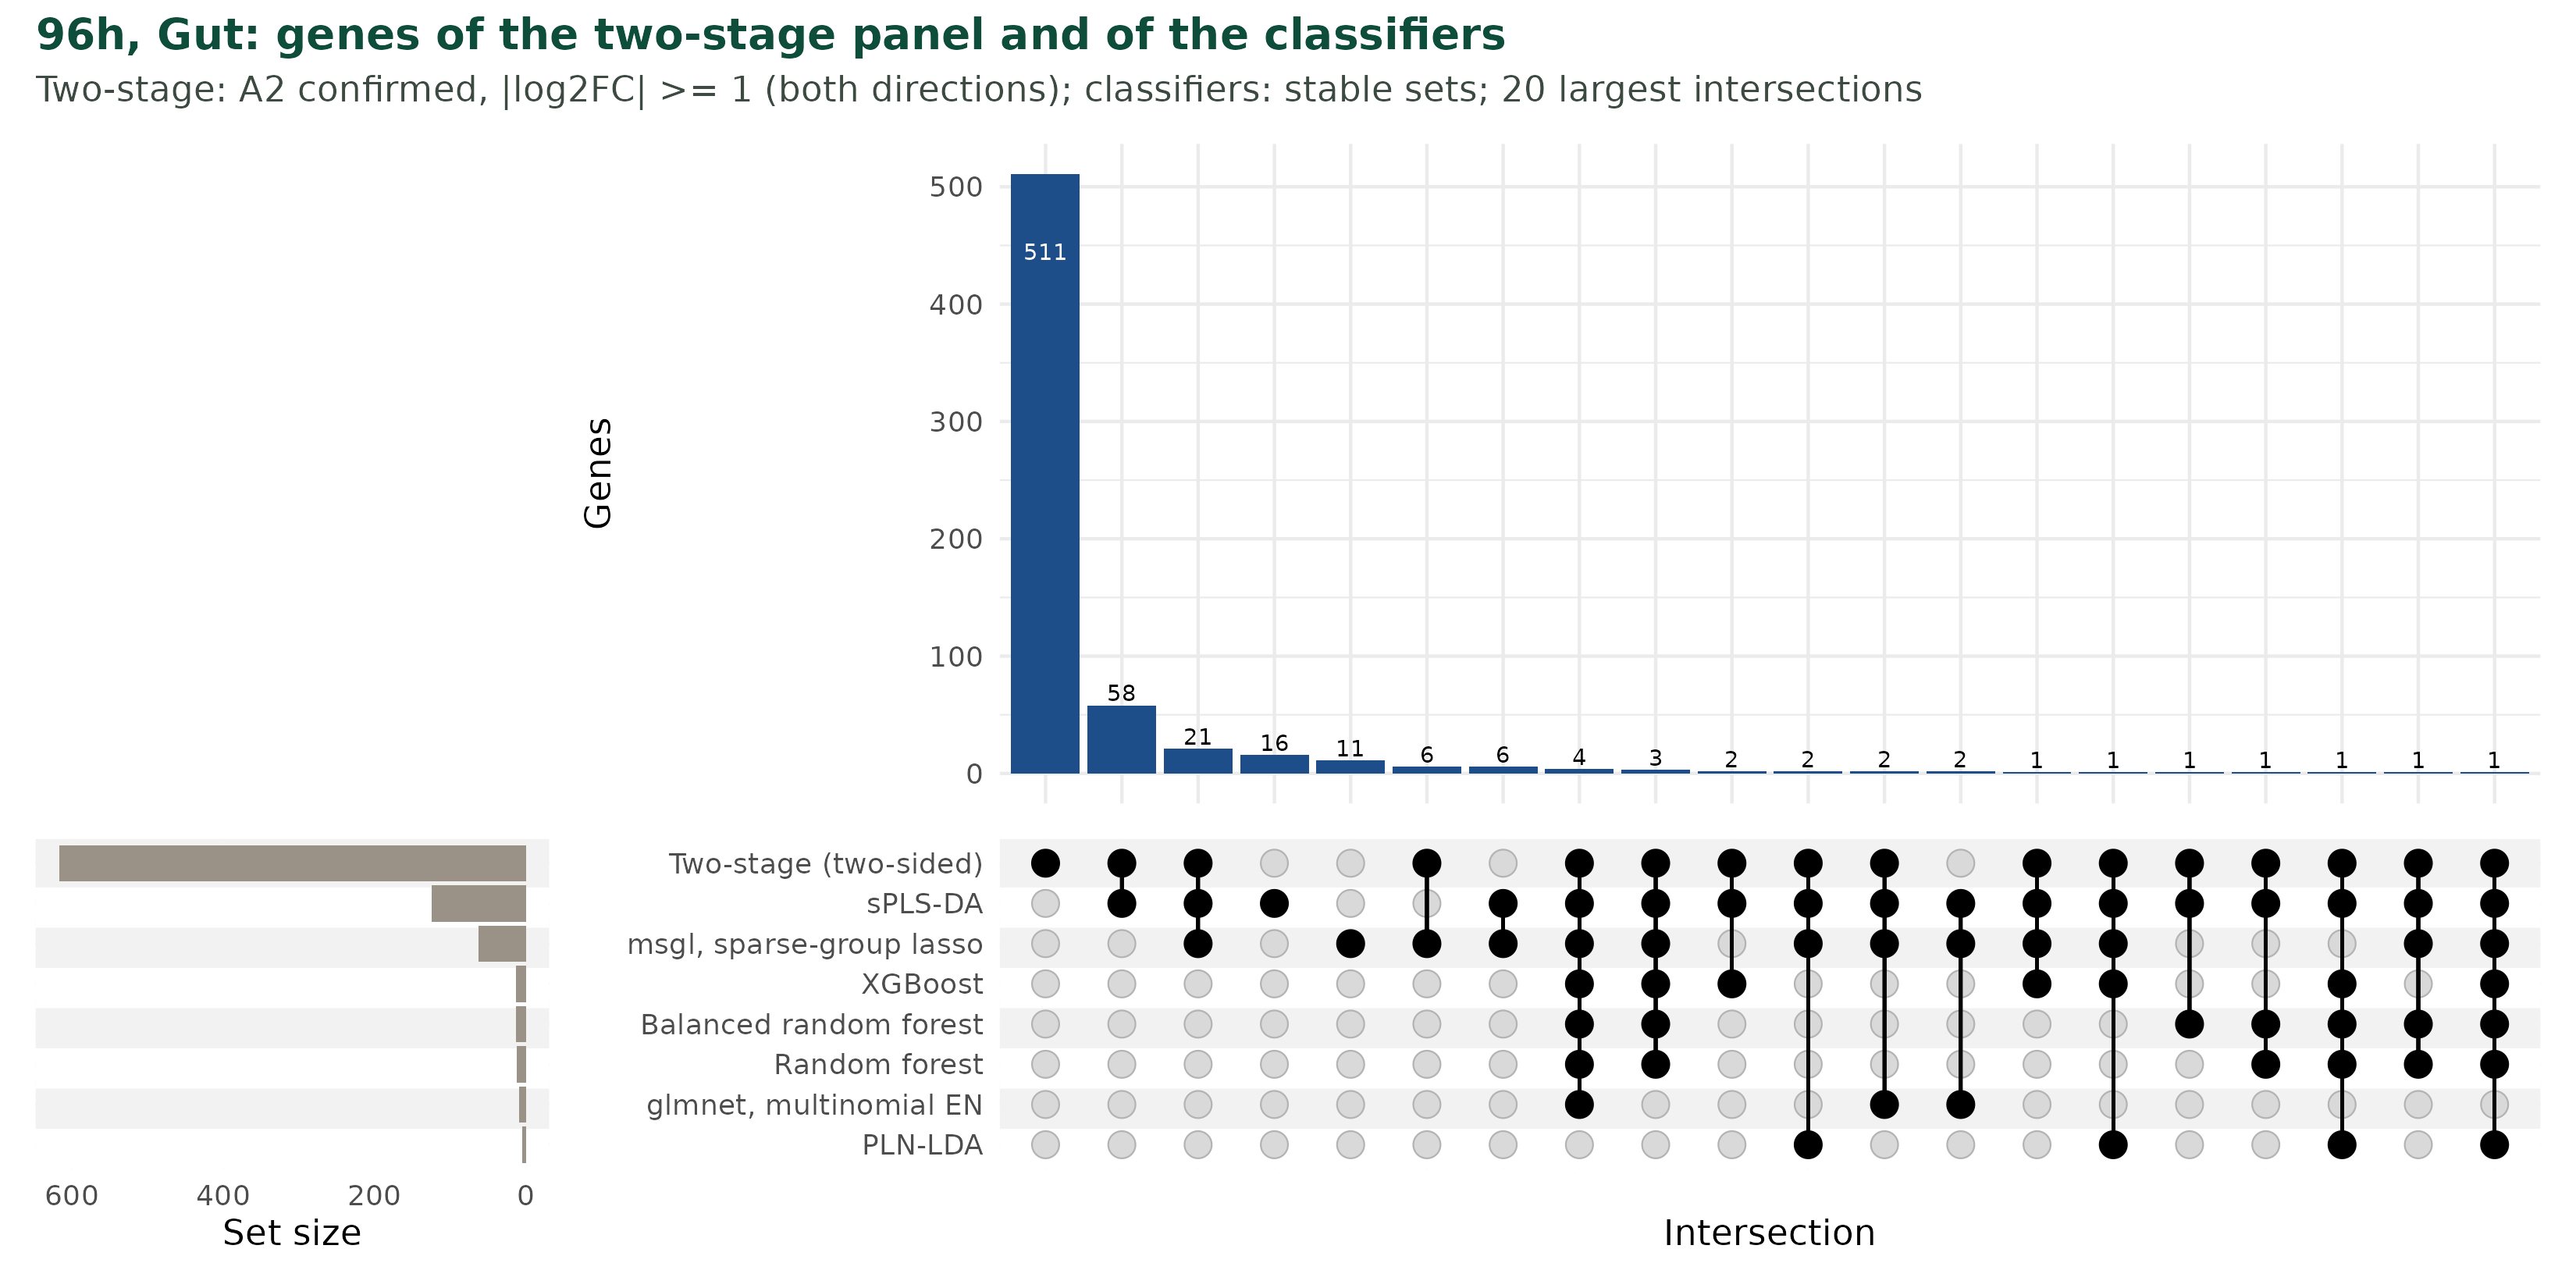 96h, Gut: genes of the two-stage panel and of the classifiers
Two-stage: A2 confirmed, |log2FC| >= 1 (both directions); classifiers: stable sets; 20 largest intersections
500
400
300
200
100
0
Genes
511
58
21
16
11
6
6
4
3
2
2
2
2
1
1
1
1
1
1
1
Two-stage (two-sided)
sPLS-DA
msgl, sparse-group lasso
XGBoost
Balanced random forest
Random forest
glmnet, multinomial EN
PLN-LDA
600 400 200 0
Set size
Intersection